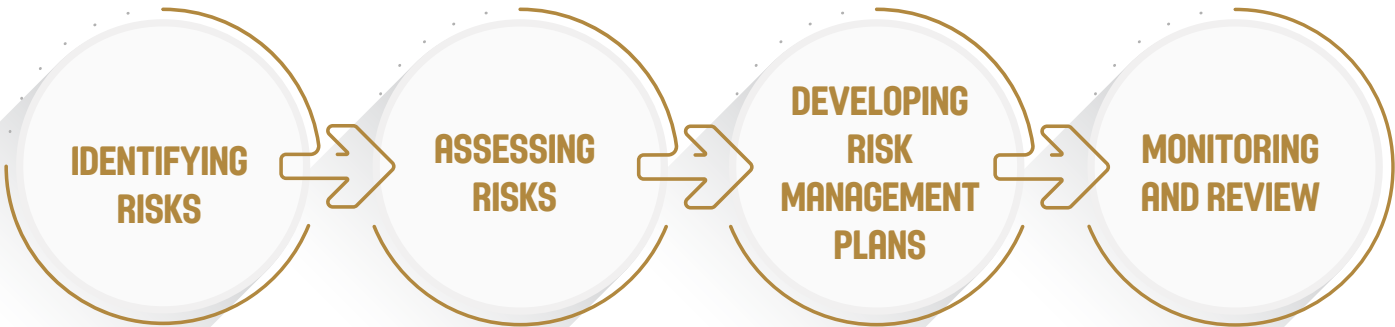 IDENTIFYING
RISKS
ASSESSING
RISKS
DEVELOPING
RISK
MANAGEMENT
PLANS
MONITORING
AND REVIEW